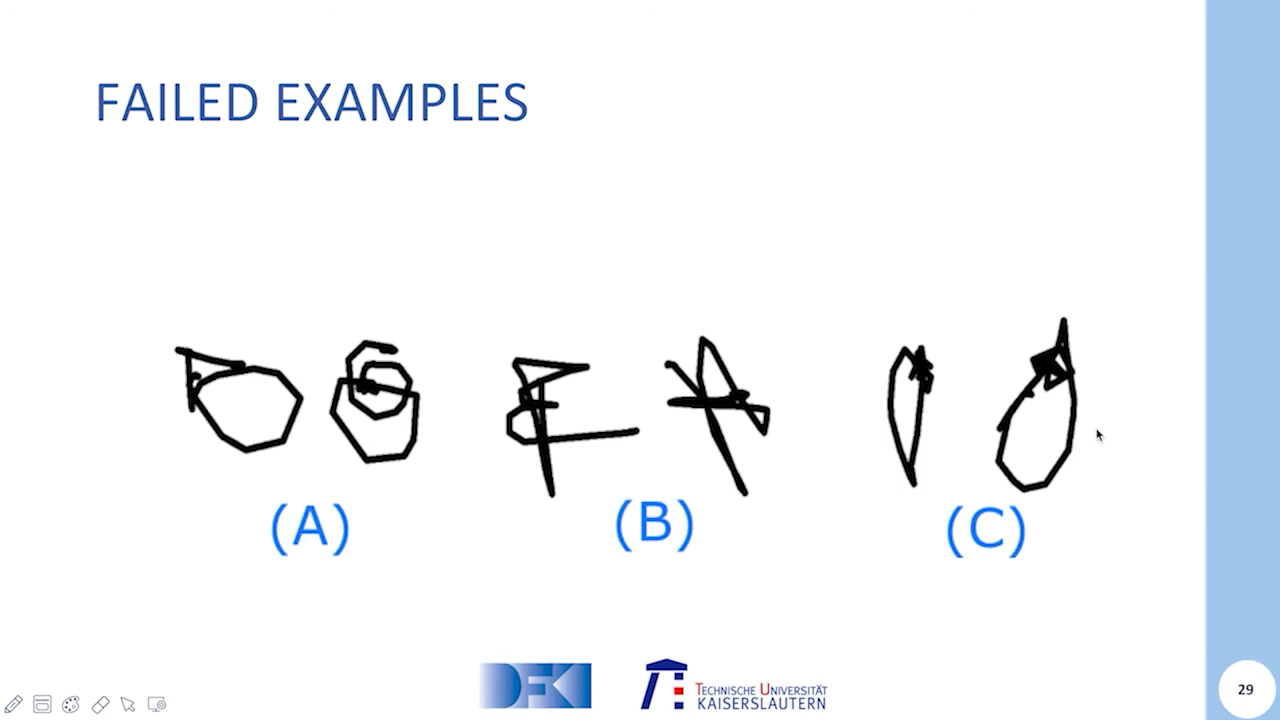 FAILED EXAMPLES
(A)
(B)
(C)
DFKI
TECHNISCHE UNIVERSITÄT
KAISERSLAUTERN
29